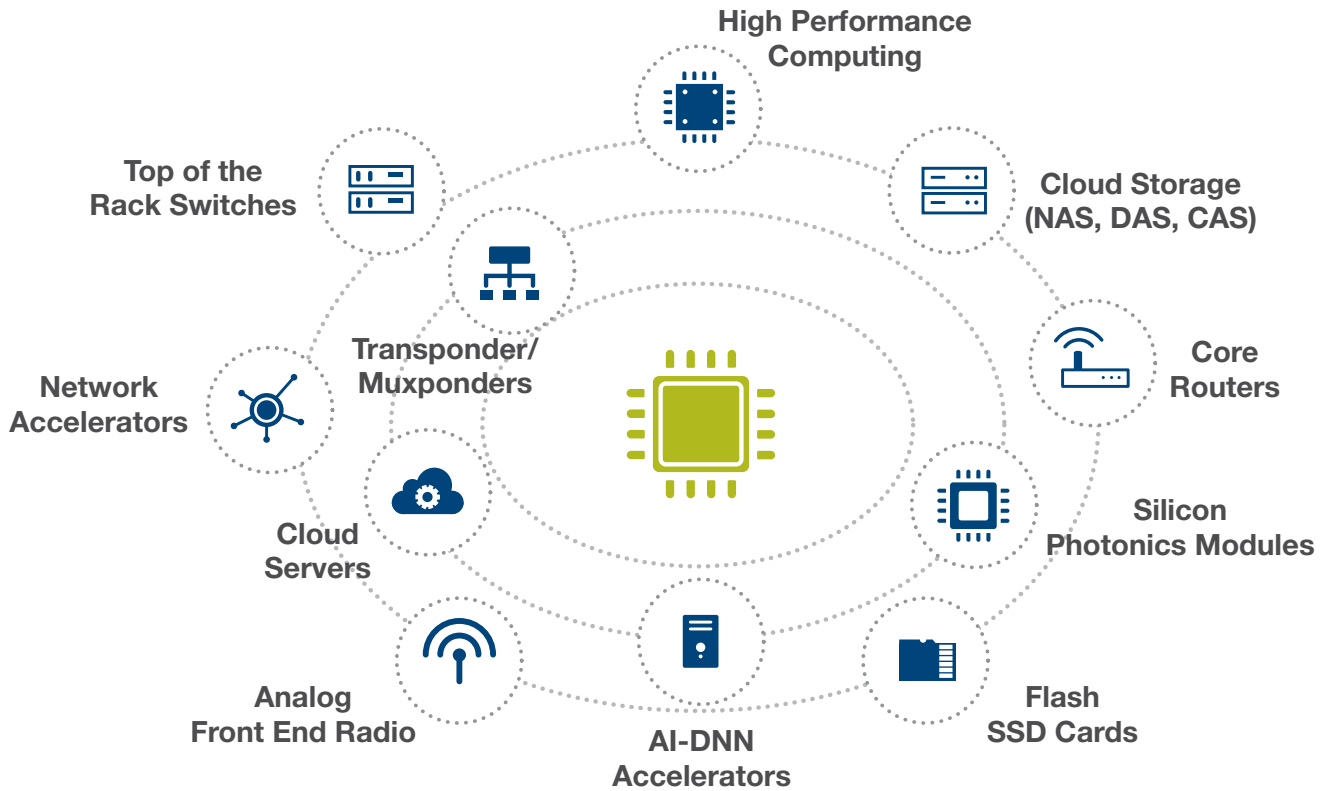 High Performance
Computing
Top of the
Rack Switches
Cloud Storage
(NAS, DAS, CAS)
Transponder/
Muxponders
Core
Routers
Network
Accelerators
Silicon
Photonics Modules
Cloud
Servers
Analog
Front End Radio
Flash
SSD Cards
AI-DNN
Accelerators